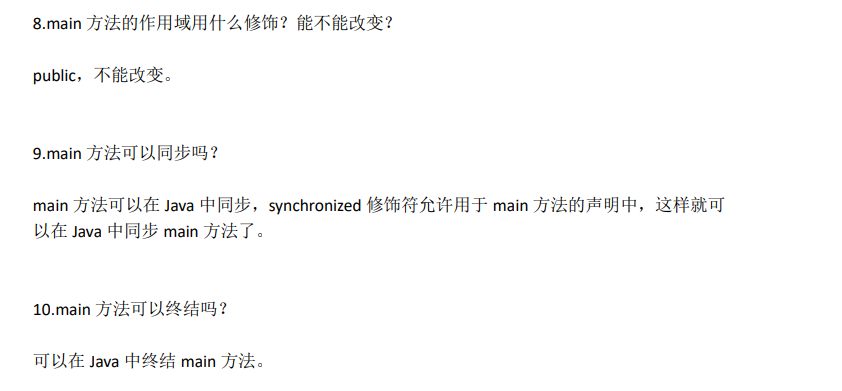 8.main 方法的作用域用什么修饰？能不能改变？
public，不能改变。
9.main 方法可以同步吗？
main 方法可以在 Java 中同步，synchronized 修饰符允许用于 main 方法的声明中，这样就可
以在 Java 中同步 main 方法了。
10.main 方法可以终结吗？
可以在 Java 中终结 main 方法。